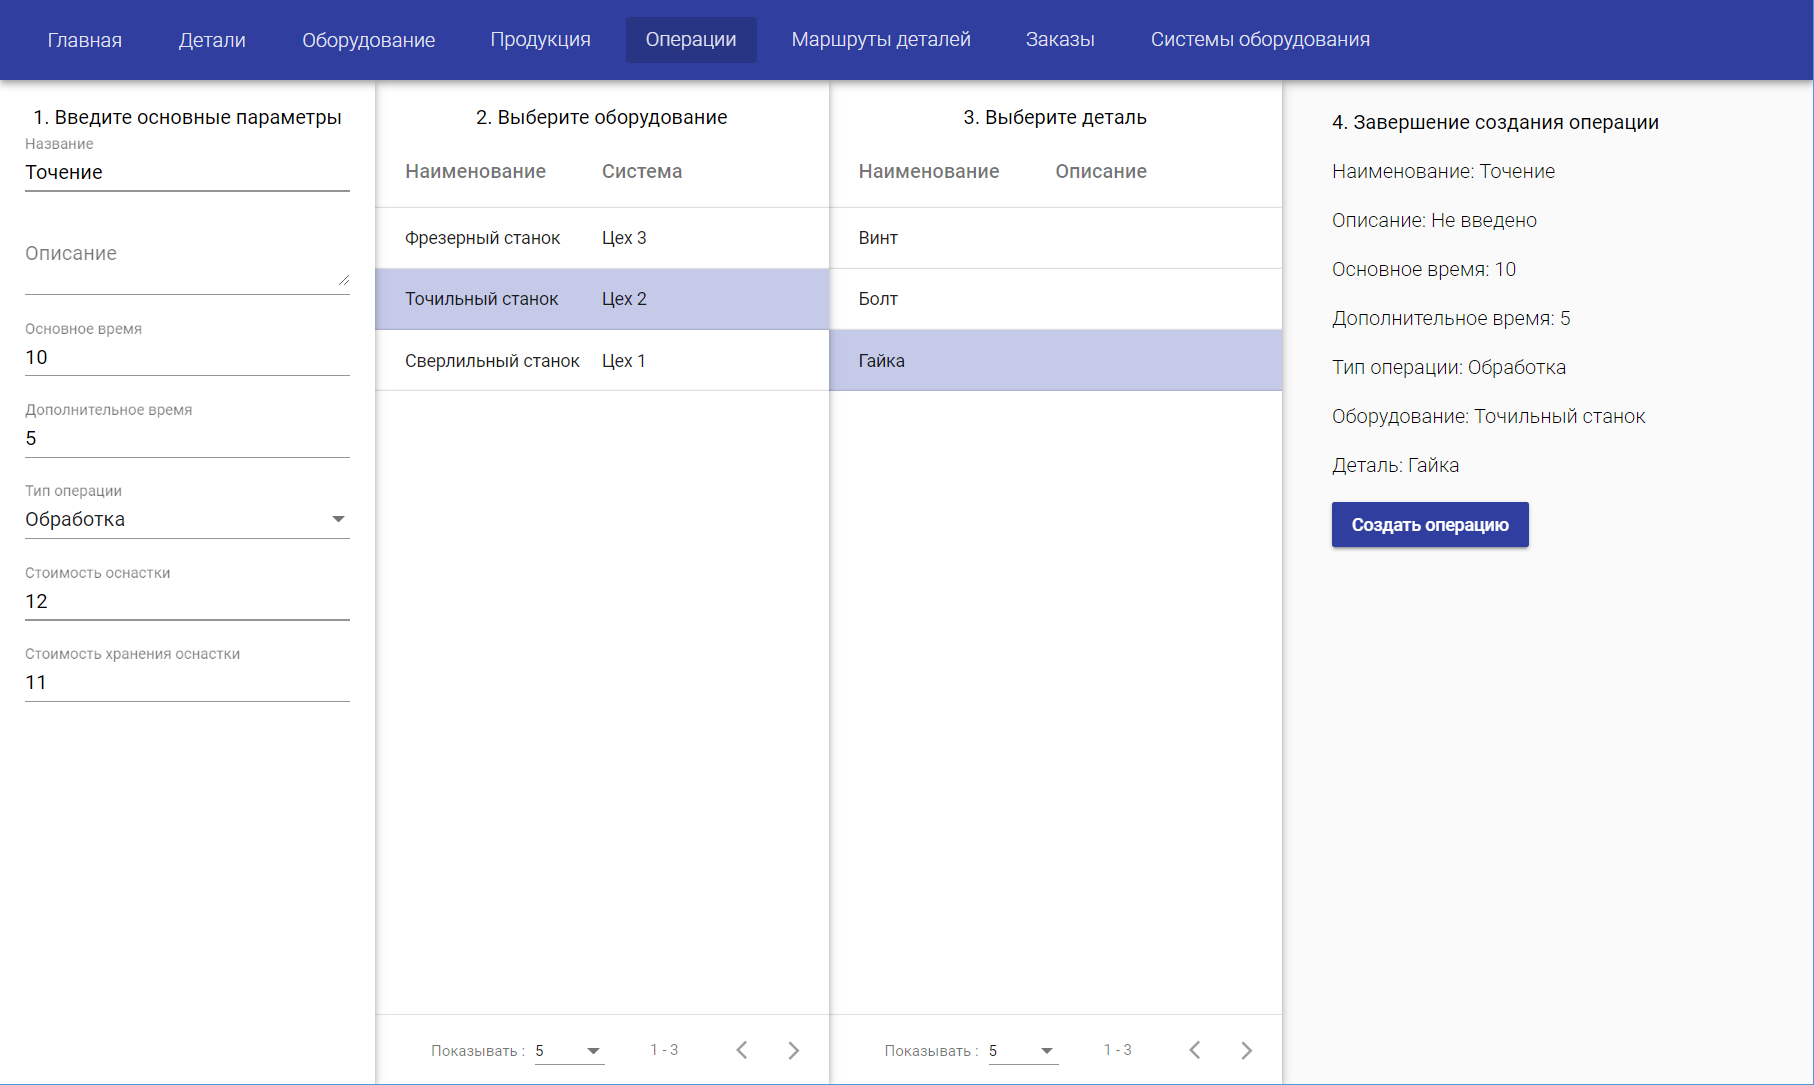 Главная Детали Оборудование Продукция Операции Маршруты деталей Заказы Системы оборудования
1. Введите основные параметры
Название
Точение
Описание
Основное время
10
Дополнительное время
5
Тип операции
Обработка
Стоимость оснастки
12
Стоимость хранения оснастки
11
2. Выберите оборудование
Наименование Система
Фрезерный станок Цех 3
Точильный станок Цех 2
Сверлильный станок Цех 1
Показывать : 5 1 - 3
3. Выберите деталь
Наименование Описание
Винт
Болт
Гайка
Показывать : 5 1 - 3
4. Завершение создания операции
Наименование: Точение
Описание: Не введено
Основное время: 10
Дополнительное время: 5
Тип операции: Обработка
Оборудование: Точильный станок
Деталь: Гайка
Создать операцию